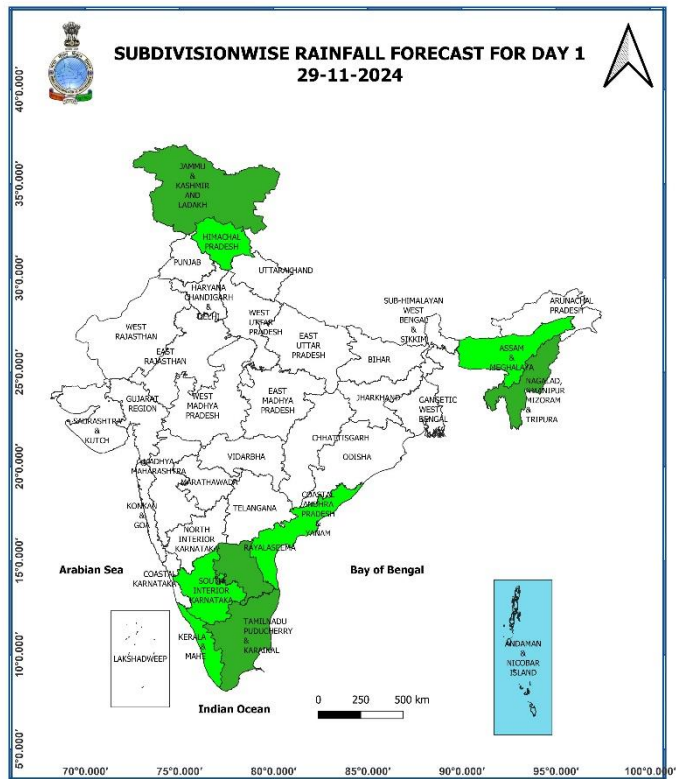 SUBDIVISIONWISE RAINFALL FORECAST FOR DAY 1
29-11-2024
40°0.000'
35°0.000'
30°0.000'
25°0.000'
20°0.000'
15°0.000'
10°0.000'
5°0.000'
JAMMU
&
KASHMIR
AND
LADAKH
HIMACHAL
PRADESH
PUNJAB
UTTARAKHAND
HARYANA
CHANDIGARH
&
DELHI
WEST
UTTAR
PRADESH
EAST
UTTAR
PRADESH
WEST
RAJASTHAN
EAST
RAJASTHAN
SUB-HIMALAYAN
WEST
BENGAL
&
SIKKIM
ARUNACHAL
PRADESH
ASSAM
&
MEGHALAYA
NAGALAD,
MANIPUR
MIZORAM
&
TRIPURA
BIHAR
JHARKHAND
GANGETIC
WEST
BENGAL
GUJARAT
REGION
SAURASHTRA
&
KUTCH
WEST
MADHYA
PRADESH
EAST
MADHYA
PRADESH
CHHATTISGARH
ODISHA
VIDARBHA
MADHYA
MAHARASHTRA
MARATHAWADA
KONKAN
&
GOA
TELANGANA
COASTAL
ANDHRA
PRADESH
&
YANAM
NORTH
INTERIOR
KARNATAKA
RAYALASEEMA
COASTAL
KARNATAKA
SOUTH
INTERIOR
KARNATAKA
TAMILNADU
PUDUCHERRY
&
KARAIKAL
KERALA
&
MAHE
LAKSHADWEEP
ANDAMAN
&
NICOBAR
ISLAND
Arabian Sea
Bay of Bengal
Indian Ocean
0 250 500 km
70°0.000' 75°0.000' 80°0.000' 85°0.000' 90°0.000' 95°0.000' 100°0.000'